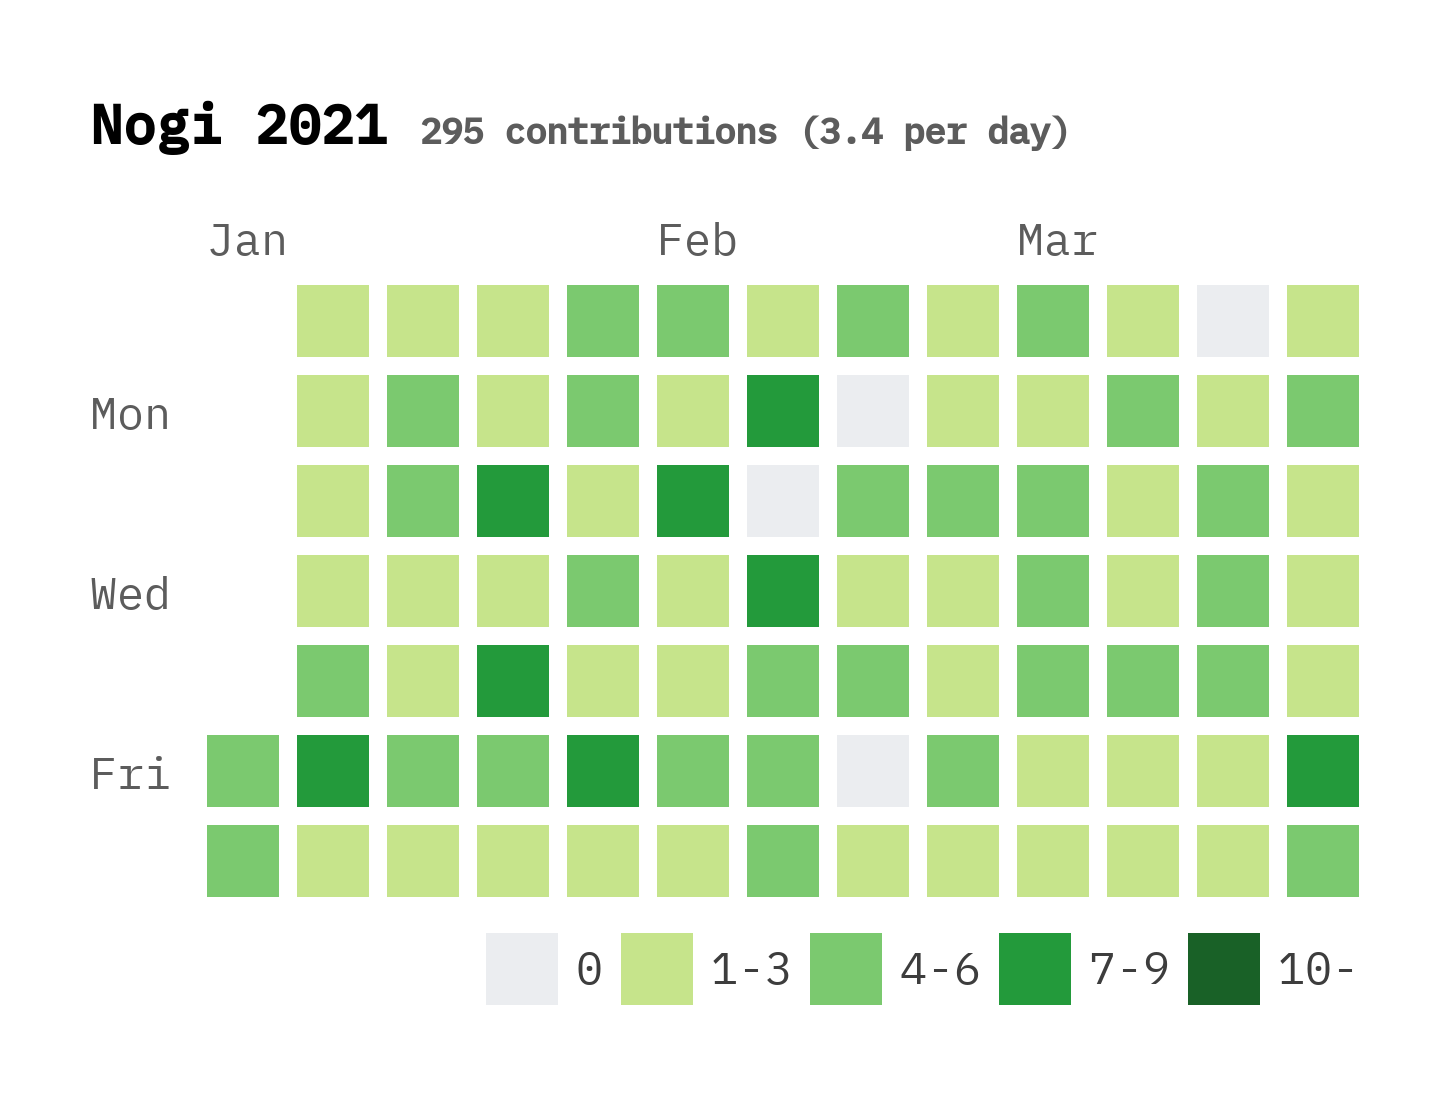 Nogi 2021 295 contributions (3.4 per day)
Jan Feb Mar
Mon
Wed
Fri
0 1-3 4-6 7-9 10-